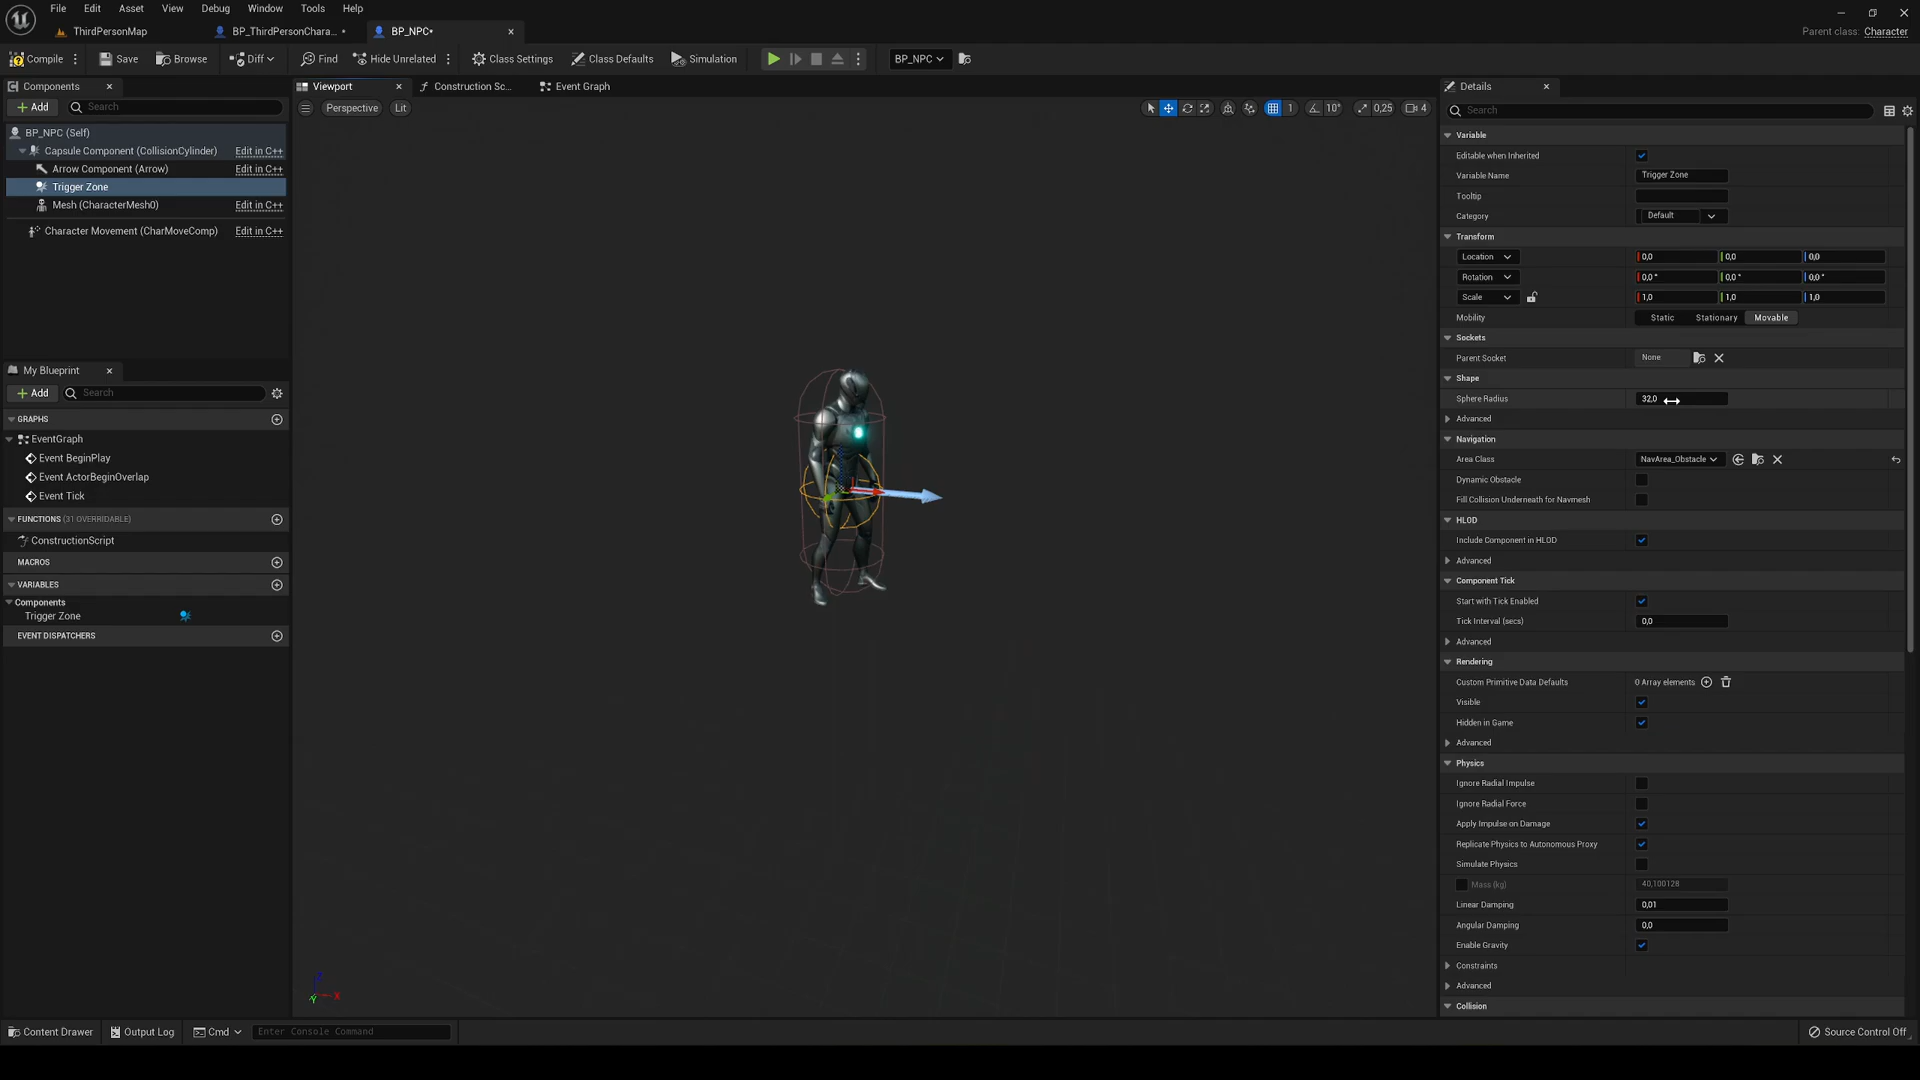 File Edit Asset View Debug Window Tools Help
ThirdPersonMap BP_ThirdPersonChara... • BP_NPC•
Parent class: Character
Compile Save Browse Diff Find Hide Unrelated Class Settings Class Defaults Simulation BP_NPC
Components
Add Search
BP_NPC (Self)
Capsule Component (CollisionCylinder) Edit in C++
Arrow Component (Arrow) Edit in C++
Trigger Zone
Mesh (CharacterMesh0) Edit in C++
Character Movement (CharMoveComp) Edit in C++
My Blueprint
Add Search
GRAPHS
EventGraph
Event BeginPlay
Event ActorBeginOverlap
Event Tick
FUNCTIONS (31 OVERRIDABLE)
ConstructionScript
MACROS
VARIABLES
Components
Trigger Zone
EVENT DISPATCHERS
Viewport Construction Sc... Event Graph
Perspective Lit
1 10° 0,25 4
Z
X
Y
Details
Search
Variable
Editable when Inherited
Variable Name Trigger Zone
Tooltip
Category Default
Transform
Location 0,0 0,0 0,0
Rotation 0,0 ° 0,0 ° 0,0 °
Scale 1,0 1,0 1,0
Mobility Static Stationary Movable
Sockets
Parent Socket None
Shape
Sphere Radius 32,0
Advanced
Navigation
Area Class NavArea_Obstacle
Dynamic Obstacle
Fill Collision Underneath for Navmesh
HLOD
Include Component in HLOD
Advanced
Component Tick
Start with Tick Enabled
Tick Interval (secs) 0,0
Advanced
Rendering
Custom Primitive Data Defaults 0 Array elements
Visible
Hidden in Game
Advanced
Physics
Ignore Radial Impulse
Ignore Radial Force
Apply Impulse on Damage
Replicate Physics to Autonomous Proxy
Simulate Physics
Mass (kg) 40,100128
Linear Damping 0,01
Angular Damping 0,0
Enable Gravity
Constraints
Advanced
Collision
Content Drawer Output Log Cmd Enter Console Command
Source Control Off